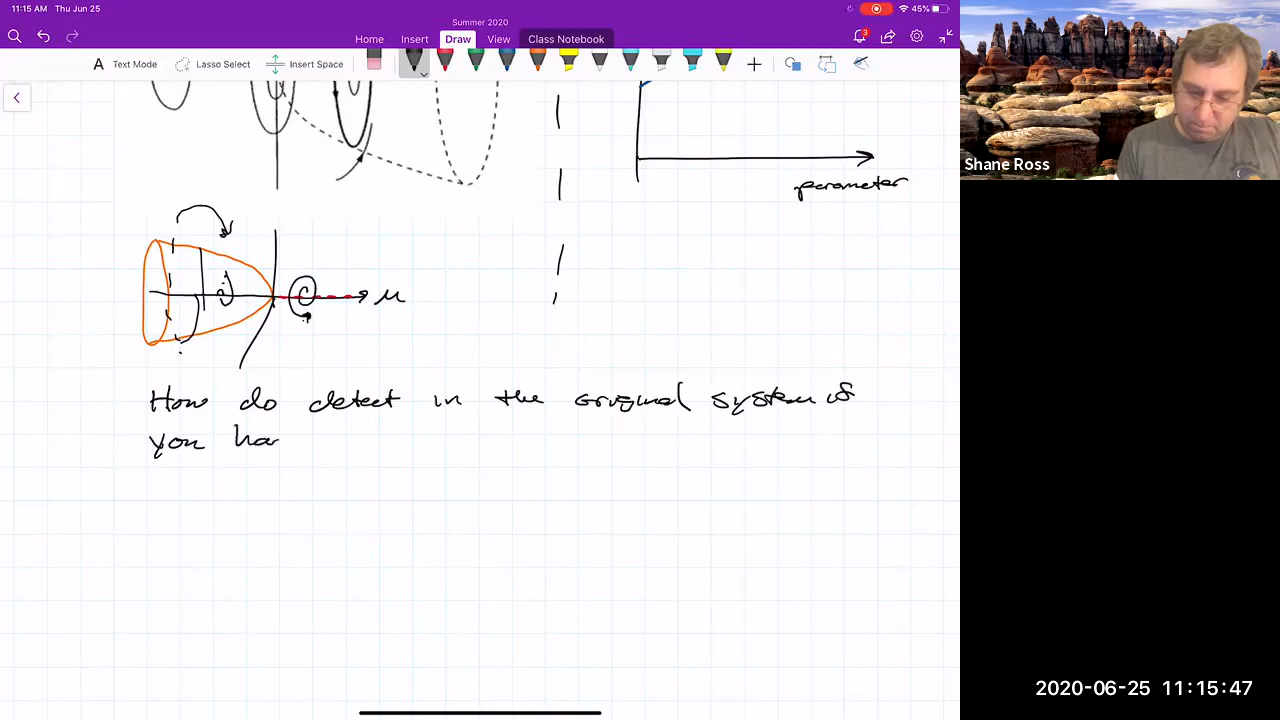 11:15 AM Thu Jun 25
45%
Summer 2020
Home Insert Draw View Class Notebook
3
Text Mode Lasso Select Insert Space
Shane Ross
parameter
μ
How do detect in the original system if
you ha
2020-06-25 11:15:47